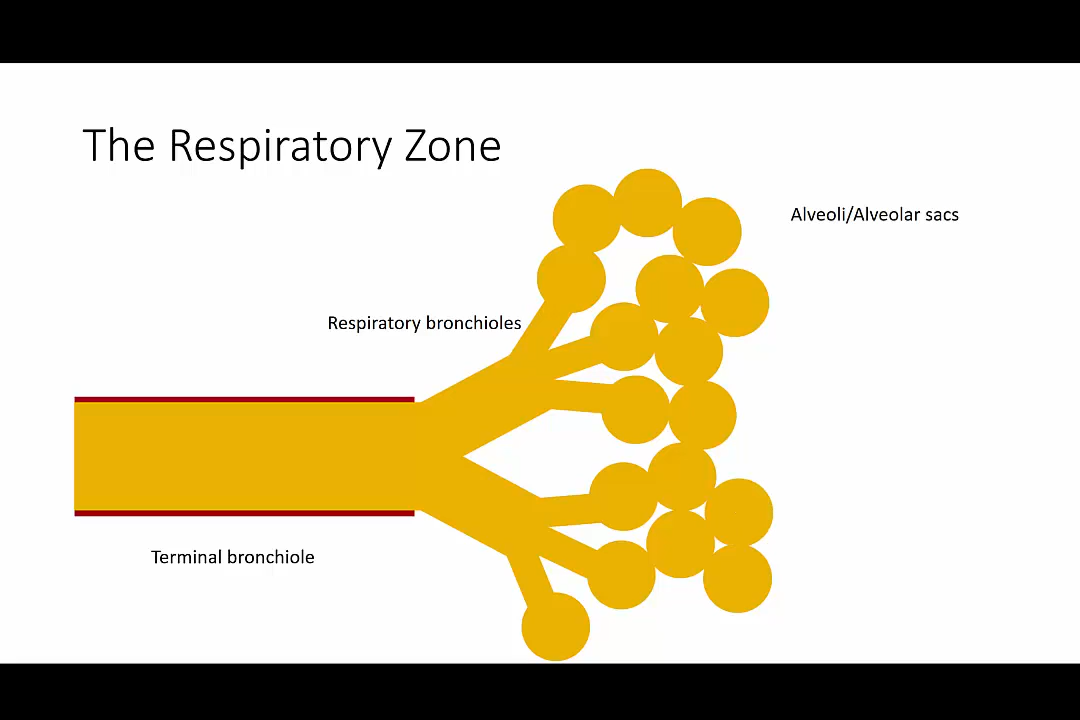 The Respiratory Zone
Alveoli/Alveolar sacs
Respiratory bronchioles
Terminal bronchiole